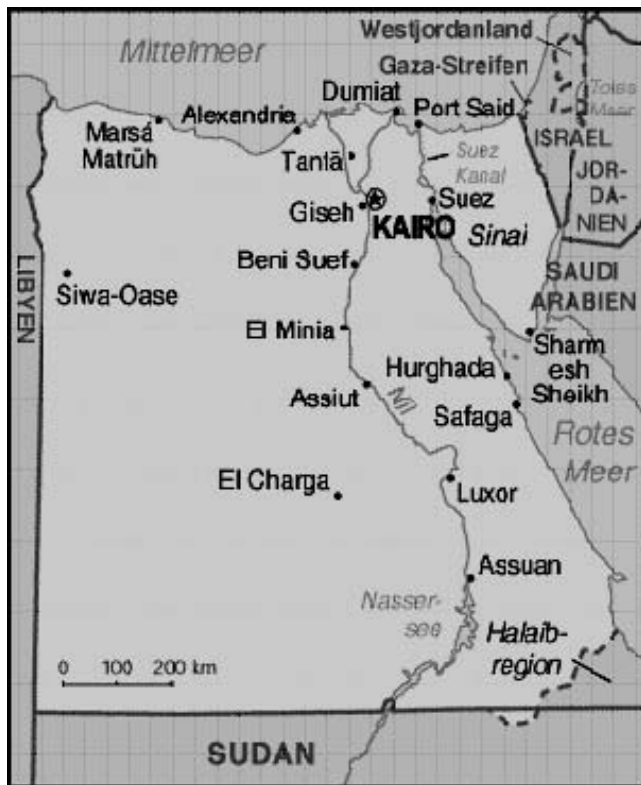 Westjordanland
Mittelmeer
Gaza-Streifen
Totes
Meer
Dumiat
Port Said
Alexandria
Marsá
Matrūh
ISRAEL
Tantā
Suez
Kanal
JOR-
DA-
NIEN
Giseh
Suez
KAIRO
Sinai
Beni Suef
LIBYEN
Siwa-Oase
SAUDI
ARABIEN
El Minia
Sharm
esh
Sheikh
Hurghada
Assiut
Nil
Safaga
Rotes
Meer
El Charga
Luxor
Assuan
Nasser-
see
Halaib-
region
0 100 200 km
SUDAN